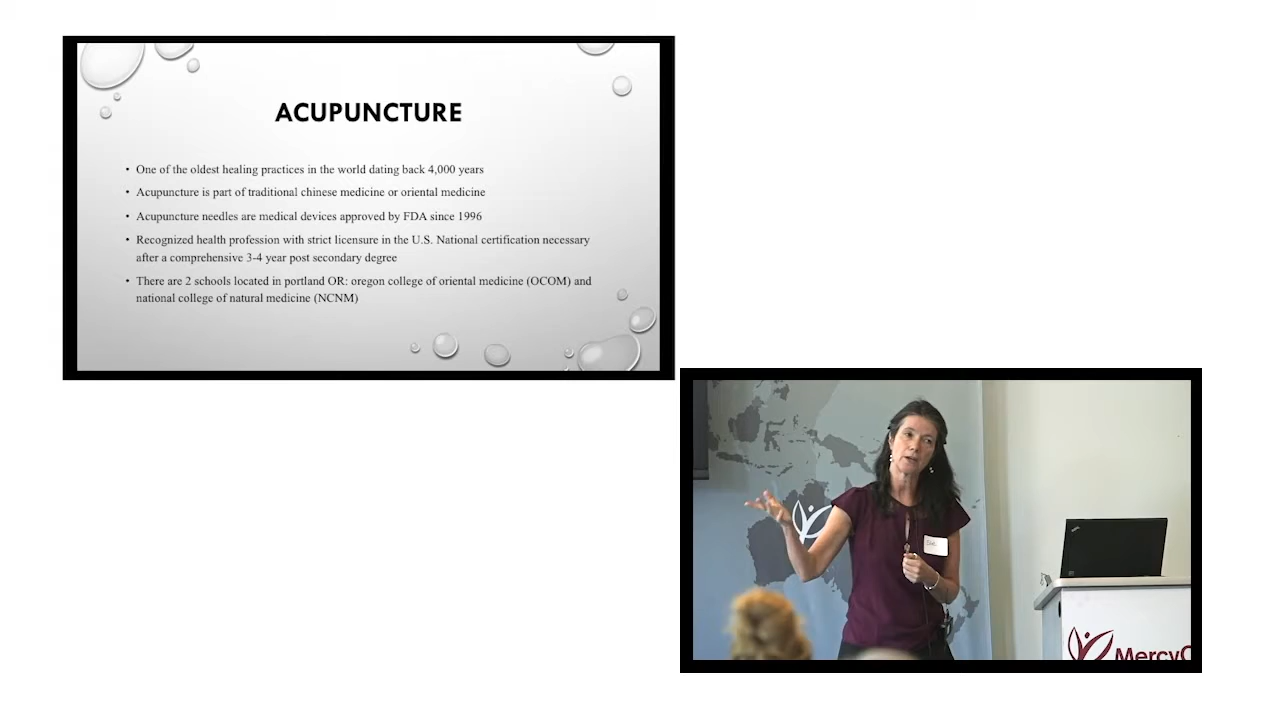 ACUPUNCTURE
• One of the oldest healing practices in the world dating back 4,000 years
• Acupuncture is part of traditional chinese medicine or oriental medicine
• Acupuncture needles are medical devices approved by FDA since 1996
• Recognized health profession with strict licensure in the U.S. National certification necessary
after a comprehensive 3-4 year post secondary degree
• There are 2 schools located in portland OR: oregon college of oriental medicine (OCOM) and
national college of natural medicine (NCNM)
MercyC